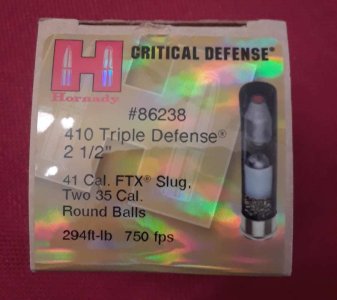 H
Hornady
CRITICAL DEFENSE®
#86238
410 Triple Defense®
2 1/2"
41 Cal. FTX® Slug,
Two 35 Cal.
Round Balls
294ft-lb 750 fps